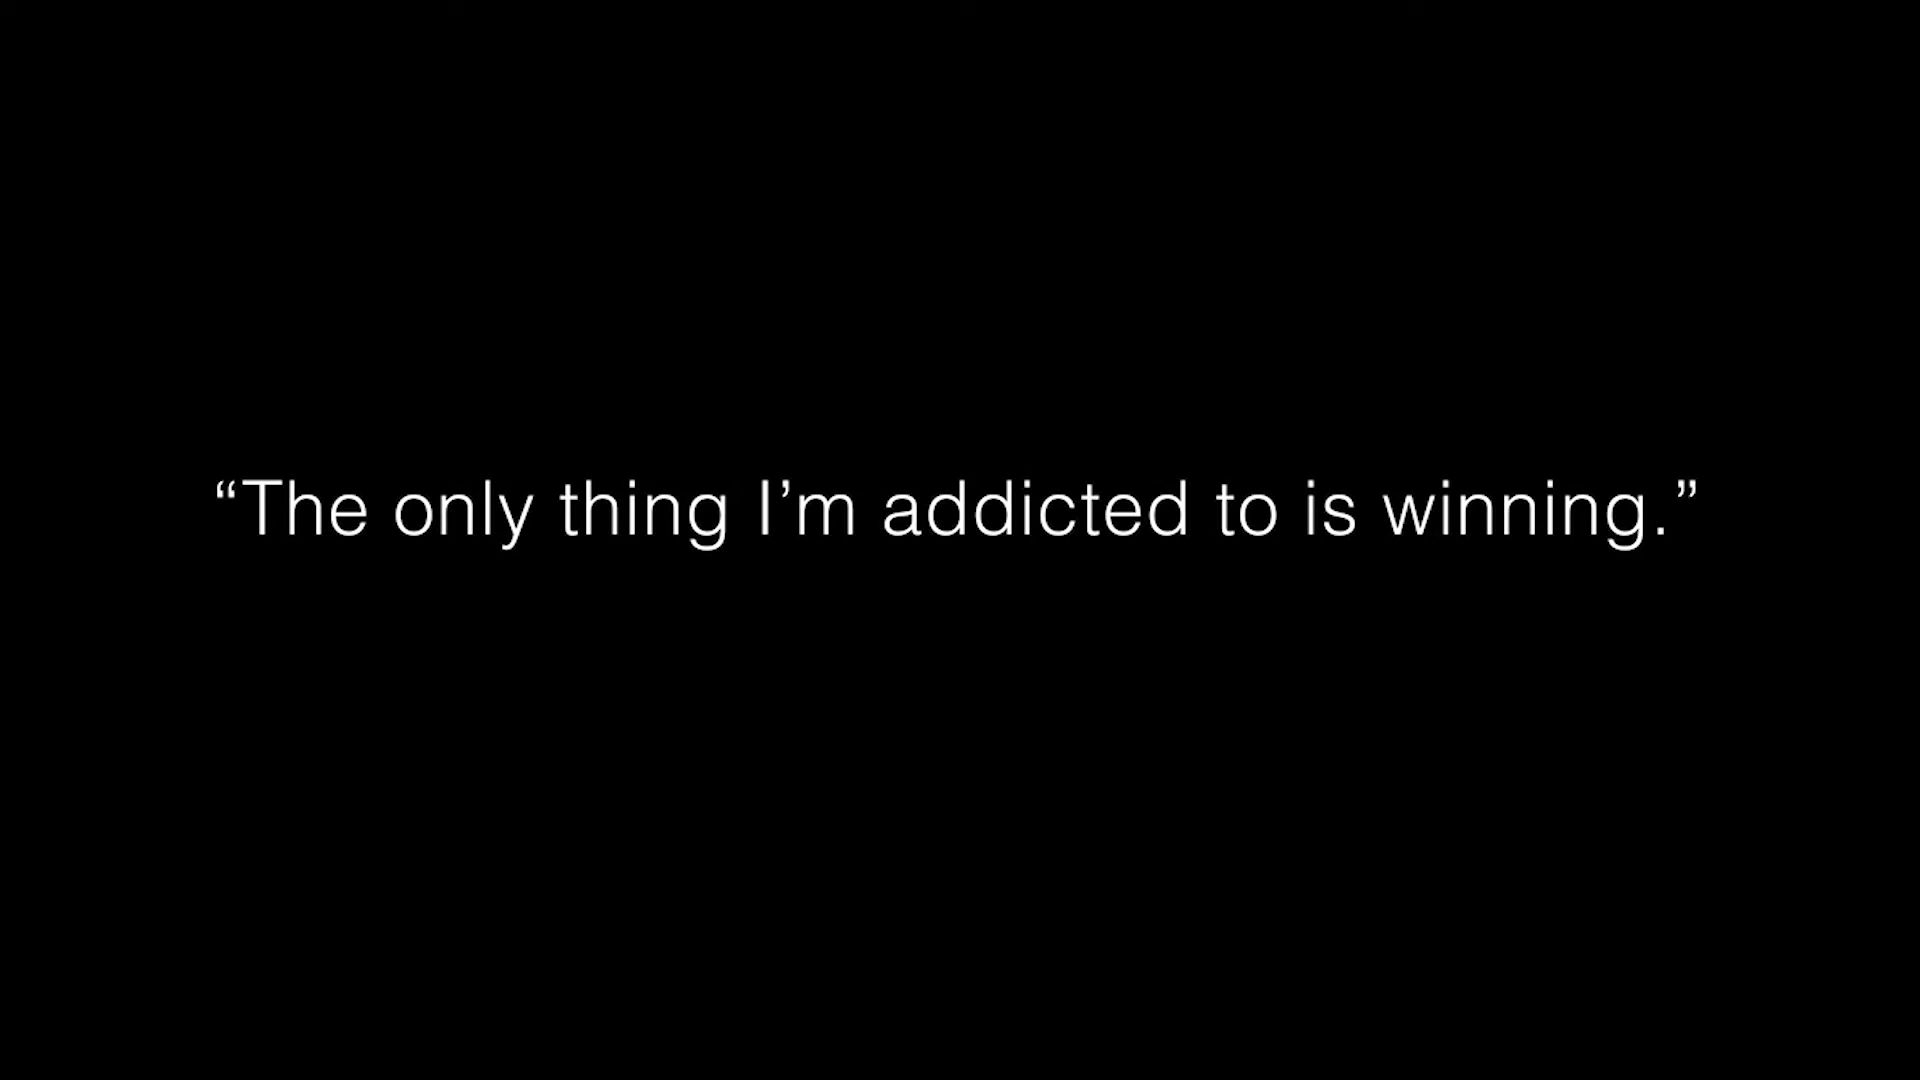 “The only thing I’m addicted to is winning.”